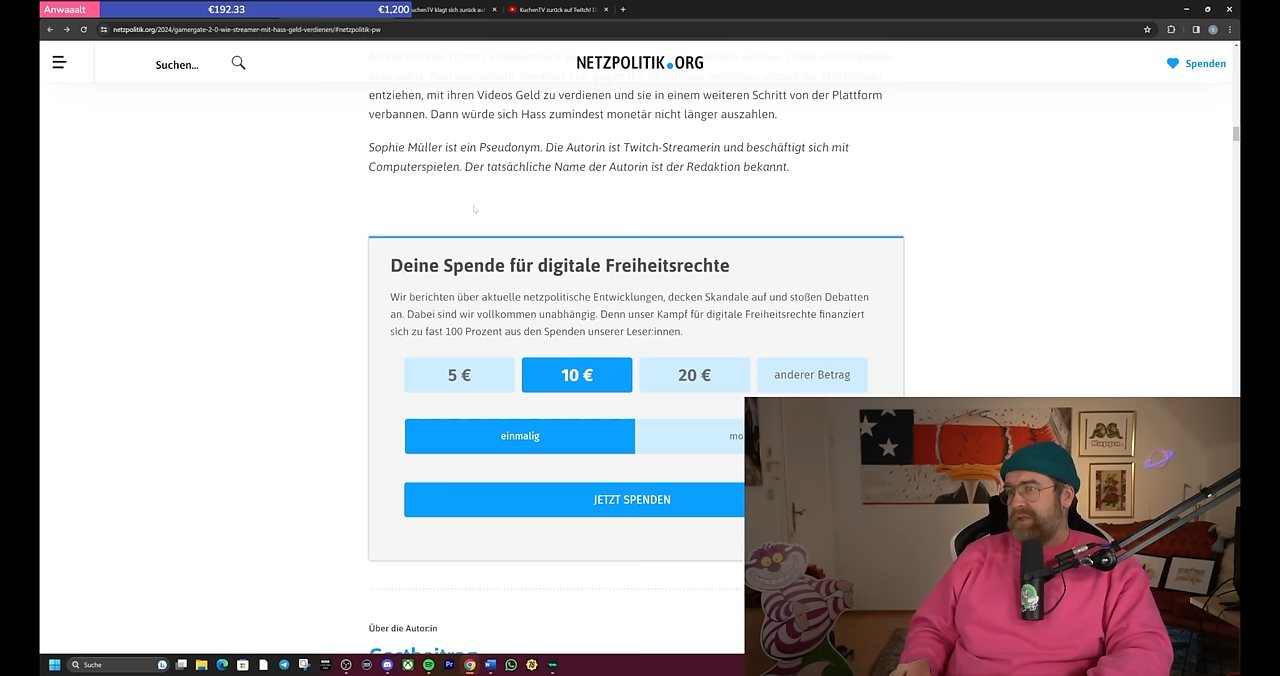 Anwaaalt €192.33 €1,200
uchenTV klagt sich zurück au
KuchenTV zurück auf Twitch!
netzpolitik.org/2024/gamergate-2-0-wie-streamer-mit-hass-geld-verdienen/#netzpolitik-pw
Suchen...
NETZPOLITIK.ORG
Spenden
entziehen, mit ihren Videos Geld zu verdienen und sie in einem weiteren Schritt von der Plattform
verbannen. Dann würde sich Hass zumindest monetär nicht länger auszahlen.
Sophie Müller ist ein Pseudonym. Die Autorin ist Twitch-Streamerin und beschäftigt sich mit
Computerspielen. Der tatsächliche Name der Autorin ist der Redaktion bekannt.
Deine Spende für digitale Freiheitsrechte
Wir berichten über aktuelle netzpolitische Entwicklungen, decken Skandale auf und stoßen Debatten
an. Dabei sind wir vollkommen unabhängig. Denn unser Kampf für digitale Freiheitsrechte finanziert
sich zu fast 100 Prozent aus den Spenden unserer Leser:innen.
5 € 10 € 20 € anderer Betrag
einmalig mo
JETZT SPENDEN
Kappa
Über die Autor:in
Suche